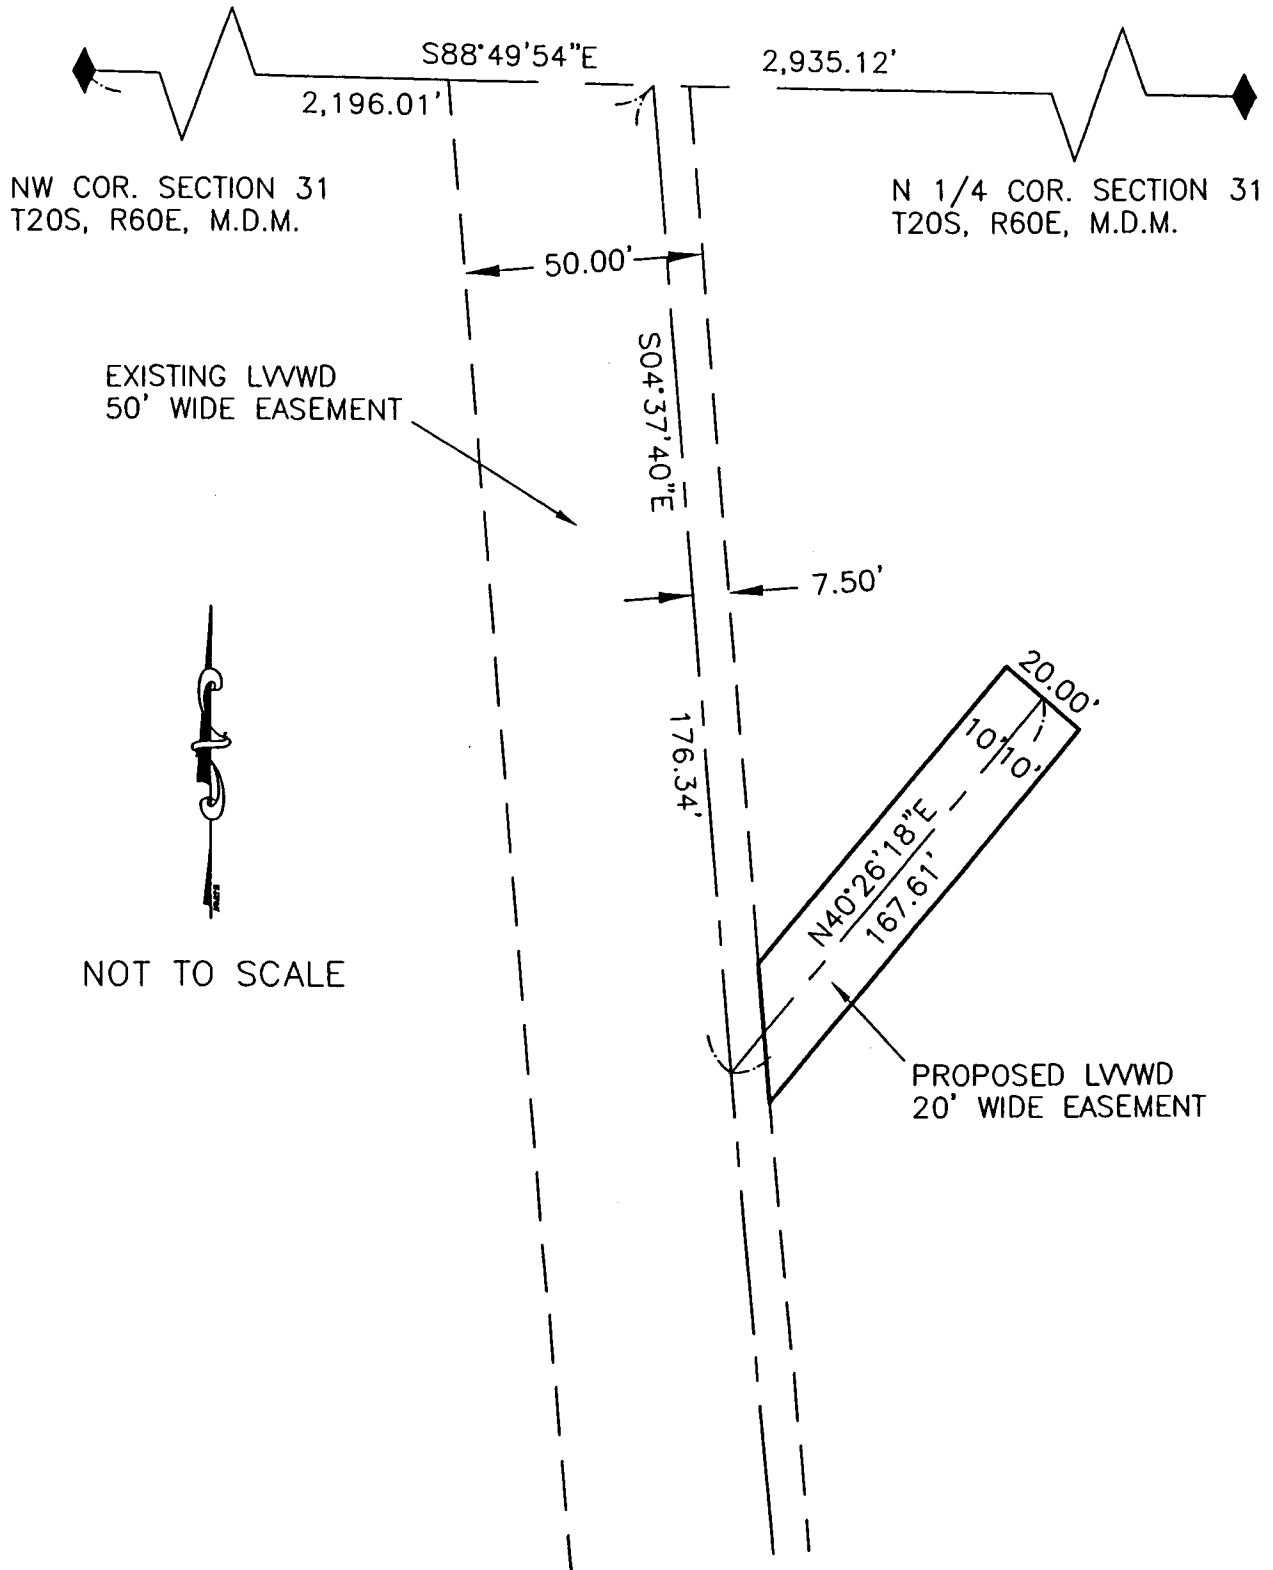 S88°49'54"E
2,935.12'
2,196.01'
NW COR. SECTION 31
T20S, R60E, M.D.M.
N 1/4 COR. SECTION 31
T20S, R60E, M.D.M.
50.00'
S04°37'40"E
EXISTING LVVWD
50' WIDE EASEMENT
7.50'
20.00'
10'
10'
176.34'
N40°26'18"E
167.61'
NOT TO SCALE
PROPOSED LVVWD
20' WIDE EASEMENT